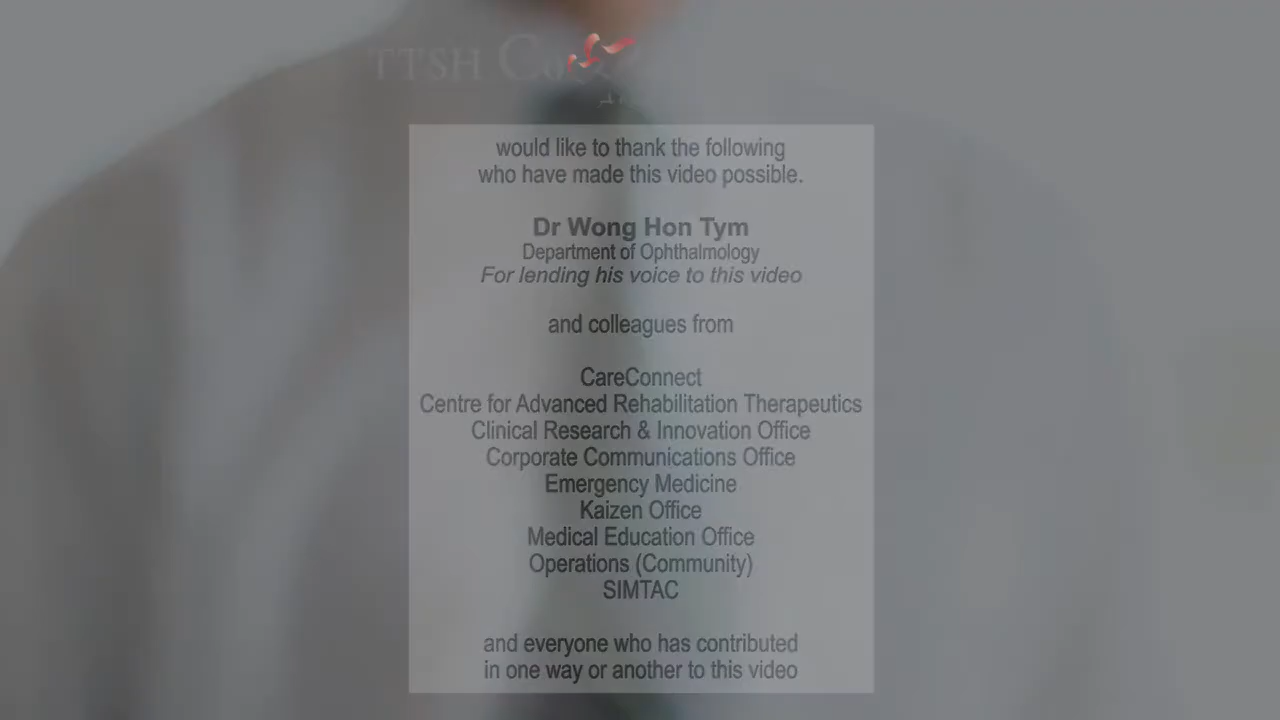 TTSH
would like to thank the following
who have made this video possible.
Dr Wong Hon Tym
Department of Ophthalmology
For lending his voice to this video
and colleagues from
CareConnect
Centre for Advanced Rehabilitation Therapeutics
Clinical Research & Innovation Office
Corporate Communications Office
Emergency Medicine
Kaizen Office
Medical Education Office
Operations (Community)
SIMTAC
and everyone who has contributed
in one way or another to this video